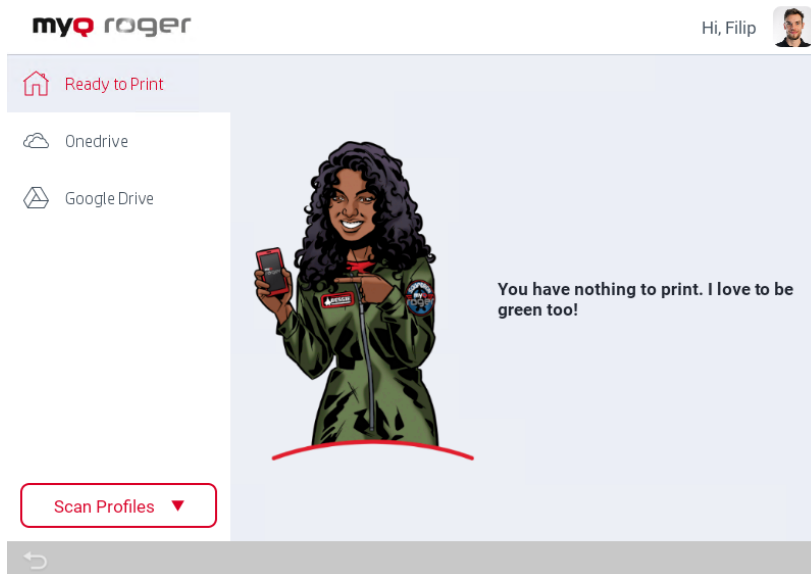 myQ roger
Hi, Filip
Ready to Print
Onedrive
Google Drive
You have nothing to print. I love to be
green too!
Scan Profiles